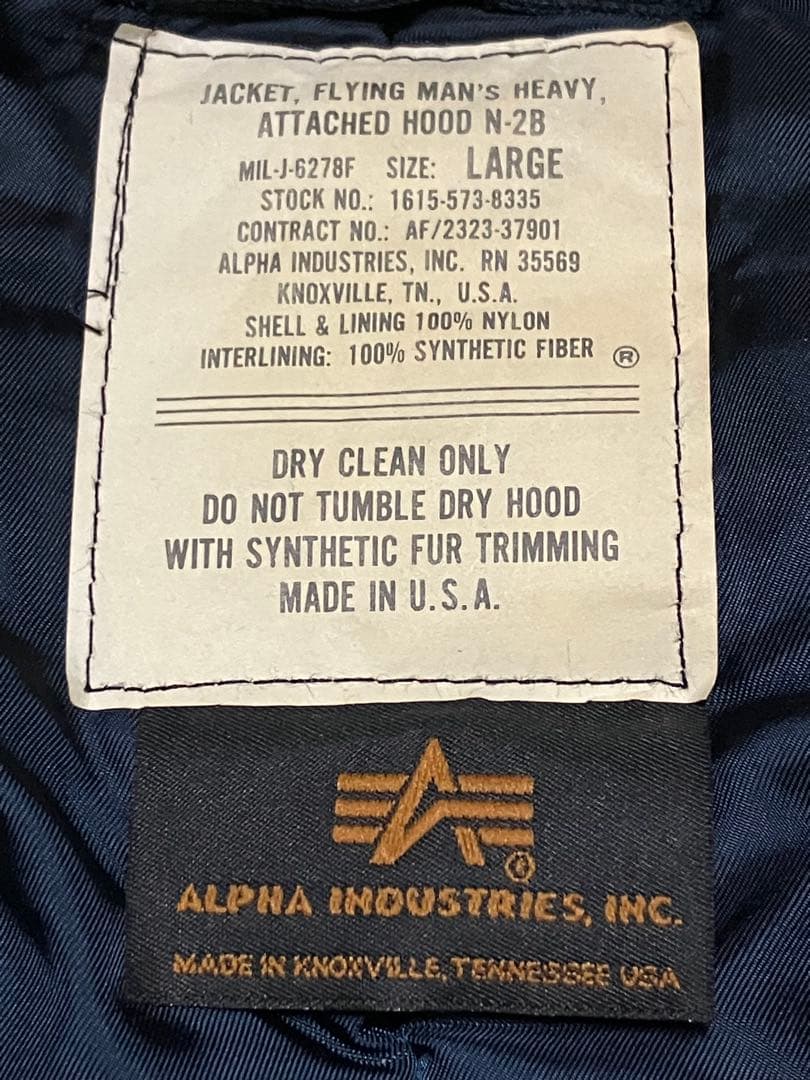 JACKET, FLYING MAN'S HEAVY,
ATTACHED HOOD N-2B
MIL-J-6278F SIZE: LARGE
STOCK NO.: 1615-573-8335
CONTRACT NO.: AF/2323-37901
ALPHA INDUSTRIES, INC. RN 35569
KNOXVILLE, TN., U.S.A.
SHELL & LINING 100% NYLON
INTERLINING: 100% SYNTHETIC FIBER ®
DRY CLEAN ONLY
DO NOT TUMBLE DRY HOOD
WITH SYNTHETIC FUR TRIMMING
MADE IN U.S.A.
®
ALPHA INDUSTRIES, INC.
MADE IN KNOXVILLE, TENNESSEE USA